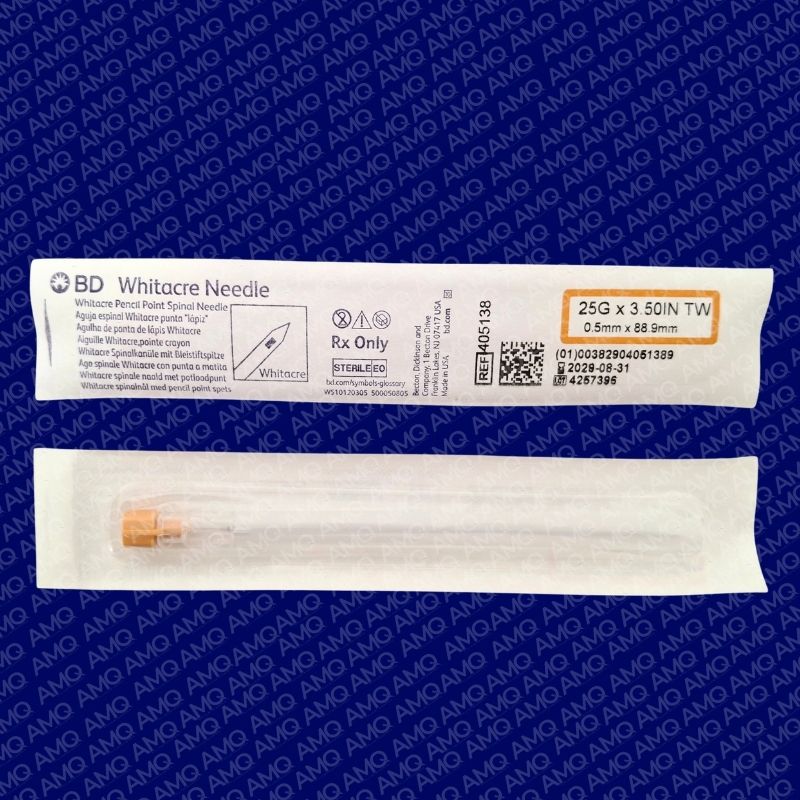 BD Whitacre Needle
Whitacre Pencil Point Spinal Needle
Aguja espinal Whitacre punta "lápiz"
Agulha de ponta de lápis Whitacre
Aiguille Whitacre,pointe crayon
Whitacre Spinalkanüle mit Bleistiftspitze
Ago spinale Whitacre con punta a matita
Whitacre spinale naald met potloodpunt
Whitacre spinalnål med pencil point spets
Whitacre
Rx Only
STERILE EO
bd.com/symbols-glossary
WS10120305 500050805
Becton, Dickinson and
Company, 1 Becton Drive
Franklin Lakes, NJ 07417 USA
Made in USA bd.com
REF 405138
25G x 3.50IN TW
0.5mm x 88.9mm
(01)00382904051389
2029-08-31
LOT 4257396
AMQ